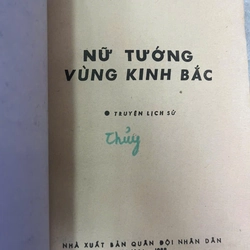 NỮ TƯỚNG
VÙNG KINH BẮC
● TRUYỆN LỊCH SỬ
Thủy
NHÀ XUẤT BẢN QUÂN ĐỘI NHÂN DÂN